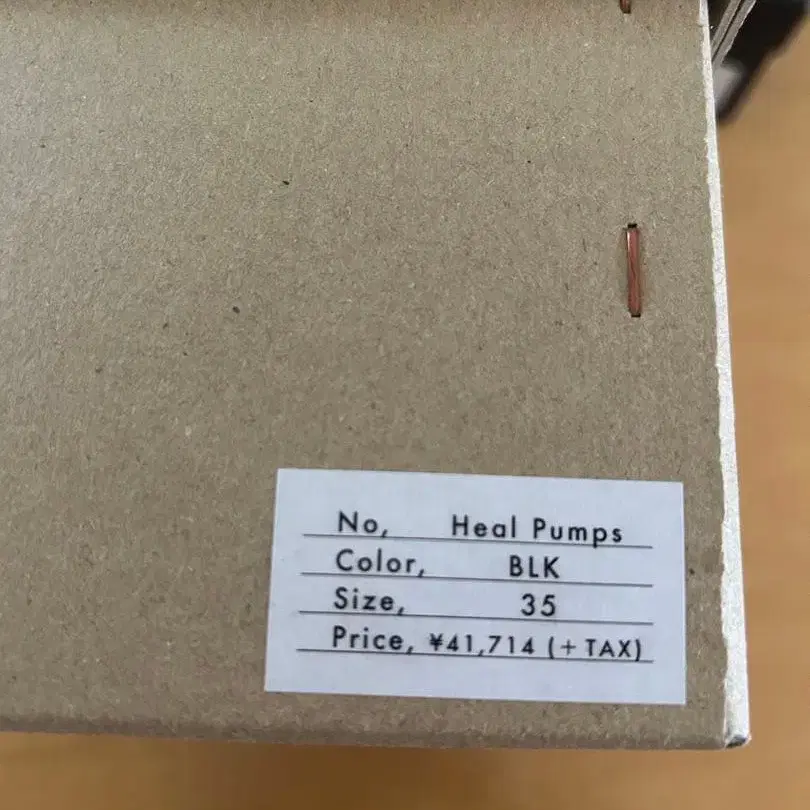 No, Heal Pumps
Color, BLK
Size, 35
Price, ¥41,714 (+ TAX)